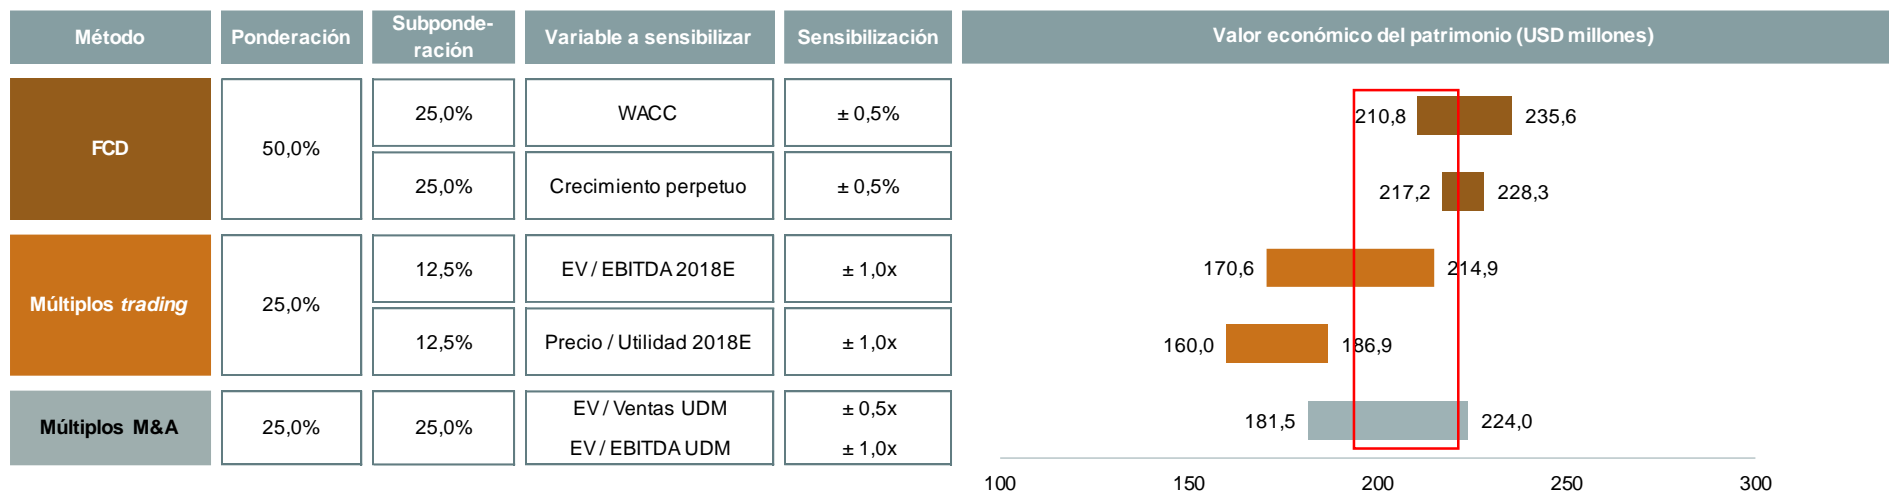 Método
Ponderación
Subponde-
ración
Variable a sensibilizar
Sensibilización
Valor económico del patrimonio (USD millones)
FCD
50,0%
25,0%
WACC
± 0,5%
210,8
235,6
25,0%
Crecimiento perpetuo
± 0,5%
217,2
228,3
Múltiplos trading
25,0%
12,5%
EV / EBITDA 2018E
± 1,0x
170,6
214,9
12,5%
Precio / Utilidad 2018E
± 1,0x
160,0
186,9
Múltiplos M&A
25,0%
25,0%
EV / Ventas UDM
± 0,5x
EV / EBITDA UDM
± 1,0x
181,5
224,0
100
150
200
250
300